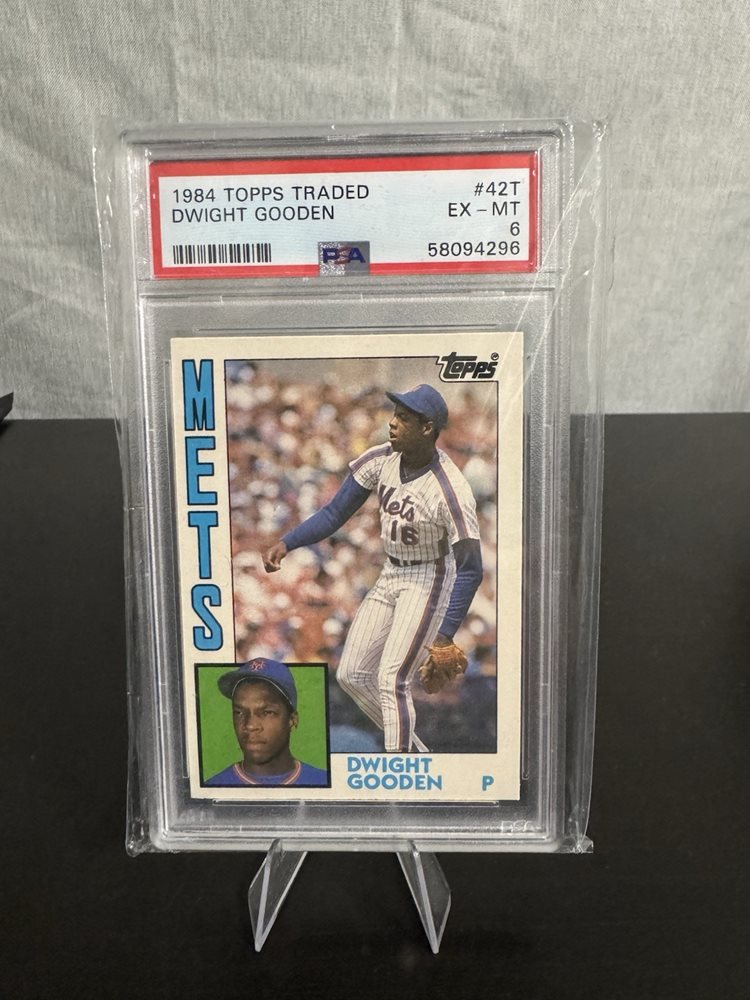 1984 TOPPS TRADED #42T
DWIGHT GOODEN EX - MT
6
PSA 58094296
METS
topps
Mets
16
DWIGHT
GOODEN P